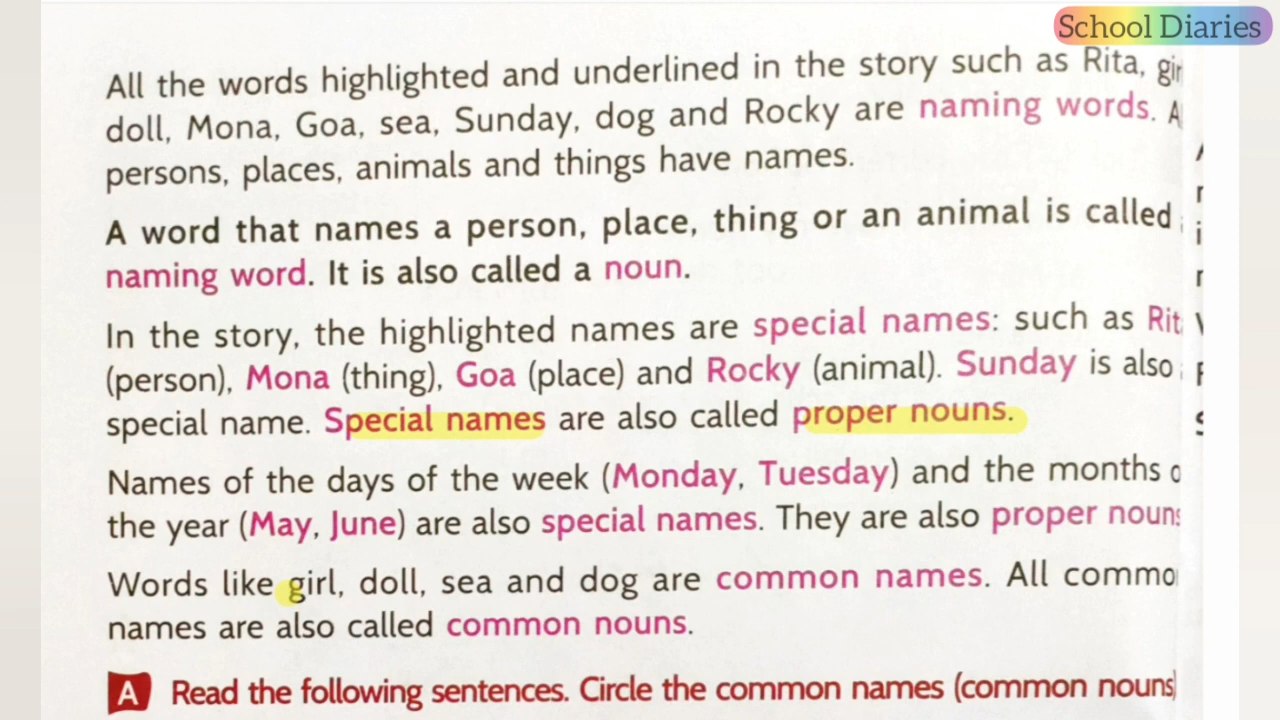 School Diaries
All the words highlighted and underlined in the story such as Rita,
doll, Mona, Goa, sea, Sunday, dog and Rocky are naming words.
persons, places, animals and things have names.
A word that names a person, place, thing or an animal is called
naming word. It is also called a noun.
In the story, the highlighted names are special names: such as
(person), Mona (thing), Goa (place) and Rocky (animal). Sunday is also
special name. Special names are also called proper nouns.
Names of the days of the week (Monday, Tuesday) and the months
the year (May, June) are also special names. They are also proper nouns
Words like girl, doll, sea and dog are common names. All
names are also called common nouns.
A Read the following sentences. Circle the common names (common nouns)